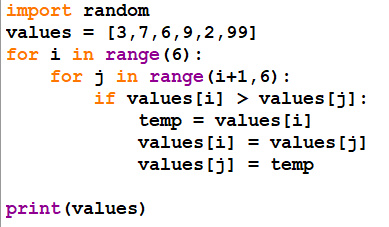 import random
values = [3,7,6,9,2,99]
for i in range(6):
    for j in range(i+1,6):
        if values[i] > values[j]:
            temp = values[i]
            values[i] = values[j]
            values[j] = temp

print(values)